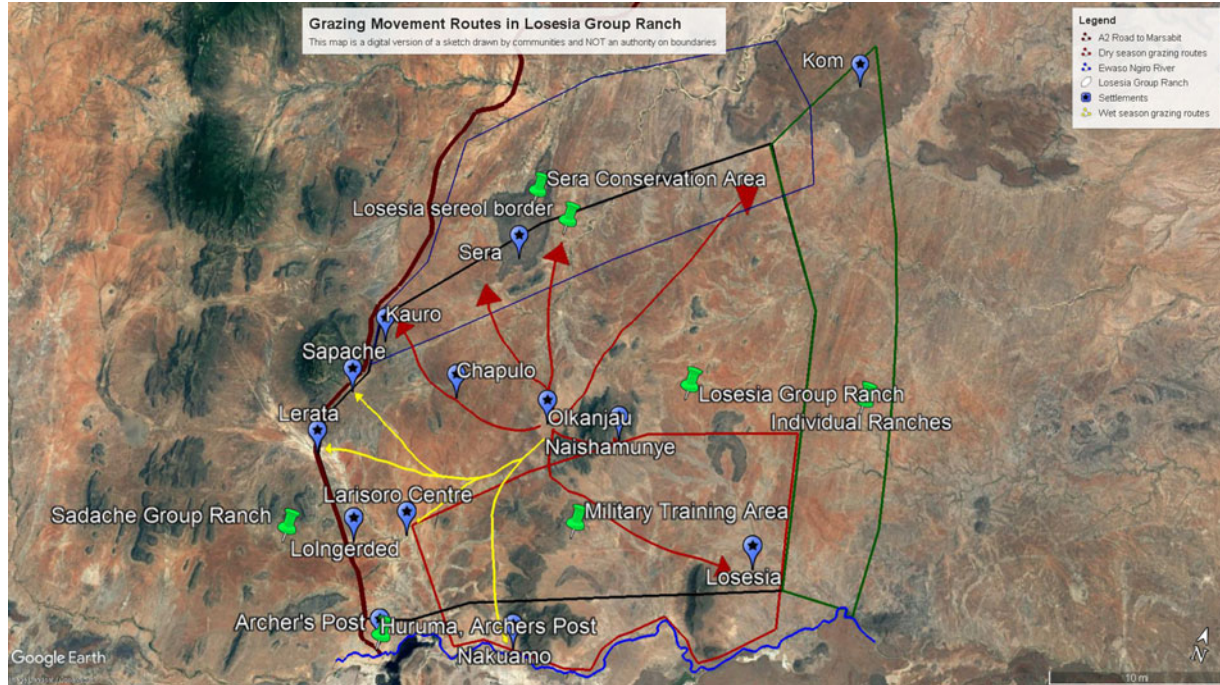 Grazing Movement Routes in Losesia Group Ranch
This map is a digital version of a sketch drawn by communities and NOT an authority on boundaries
Legend
A2 Road to Marsabit
Dry season grazing routes
Ewaso Ngiro River
Losesia Group Ranch
Settlements
Wet season grazing routes
Kom
Sera Conservation Area
Losesia sereol border
Sera
Kauro
Sapache
Chapulo
Losesia Group Ranch
Lerata
Olkanjau
Individual Ranches
Naishamunye
Larisoro Centre
Sadache Group Ranch
Military Training Area
Lolngerded
Losesia
Archer's Post
Huruma, Archers Post
Nakuamo
Google Earth
N
10 mi